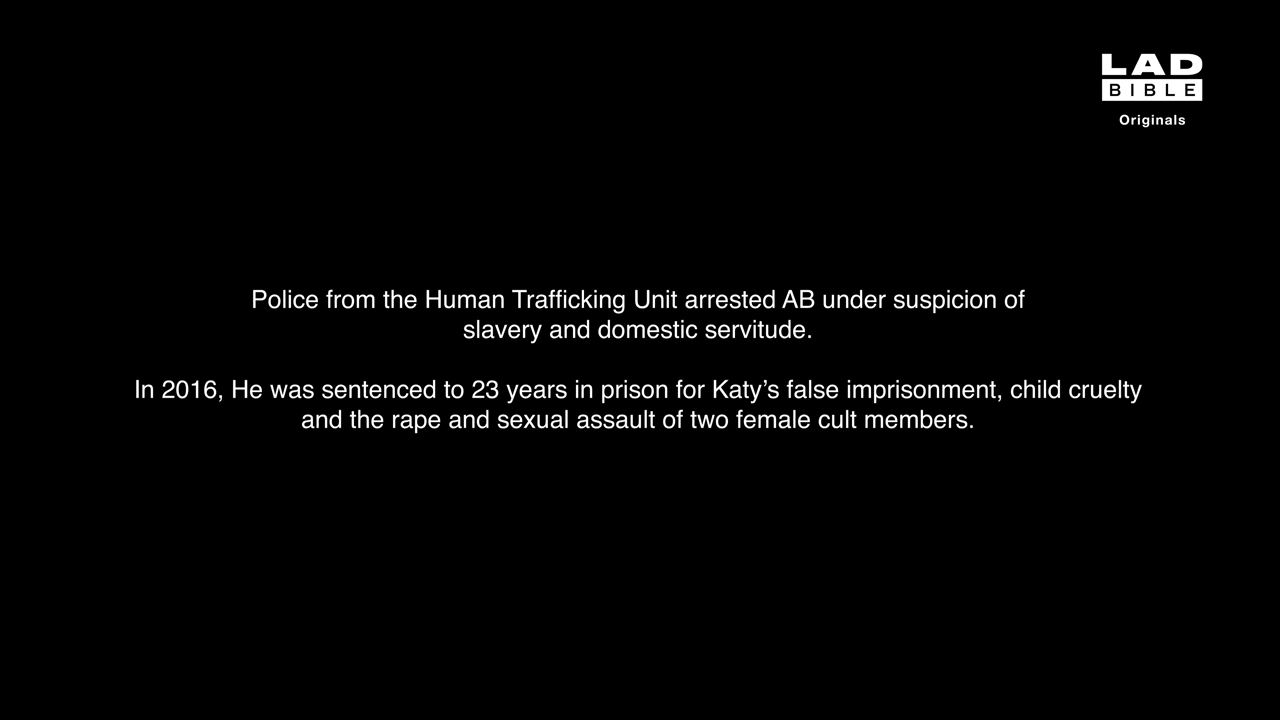 LAD
BIBLE
Originals
Police from the Human Trafficking Unit arrested AB under suspicion of
slavery and domestic servitude.
In 2016, He was sentenced to 23 years in prison for Katy’s false imprisonment, child cruelty
and the rape and sexual assault of two female cult members.